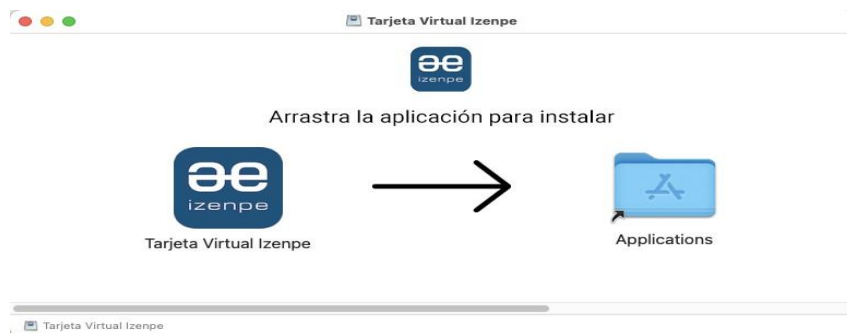 Tarjeta Virtual Izenpe
izenpe
Arrastra la aplicación para instalar
izenpe
Tarjeta Virtual Izenpe
Applications
Tarjeta Virtual Izenpe